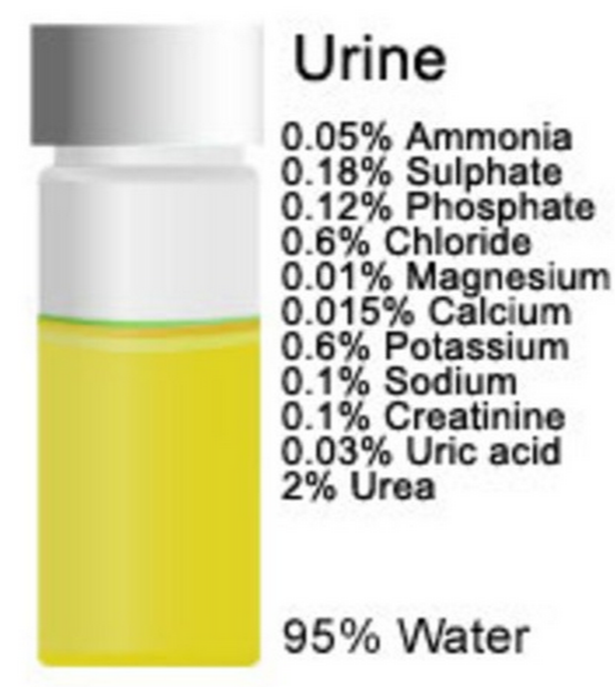 Urine
0.05% Ammonia
0.18% Sulphate
0.12% Phosphate
0.6% Chloride
0.01% Magnesium
0.015% Calcium
0.6% Potassium
0.1% Sodium
0.1% Creatinine
0.03% Uric acid
2% Urea
95% Water